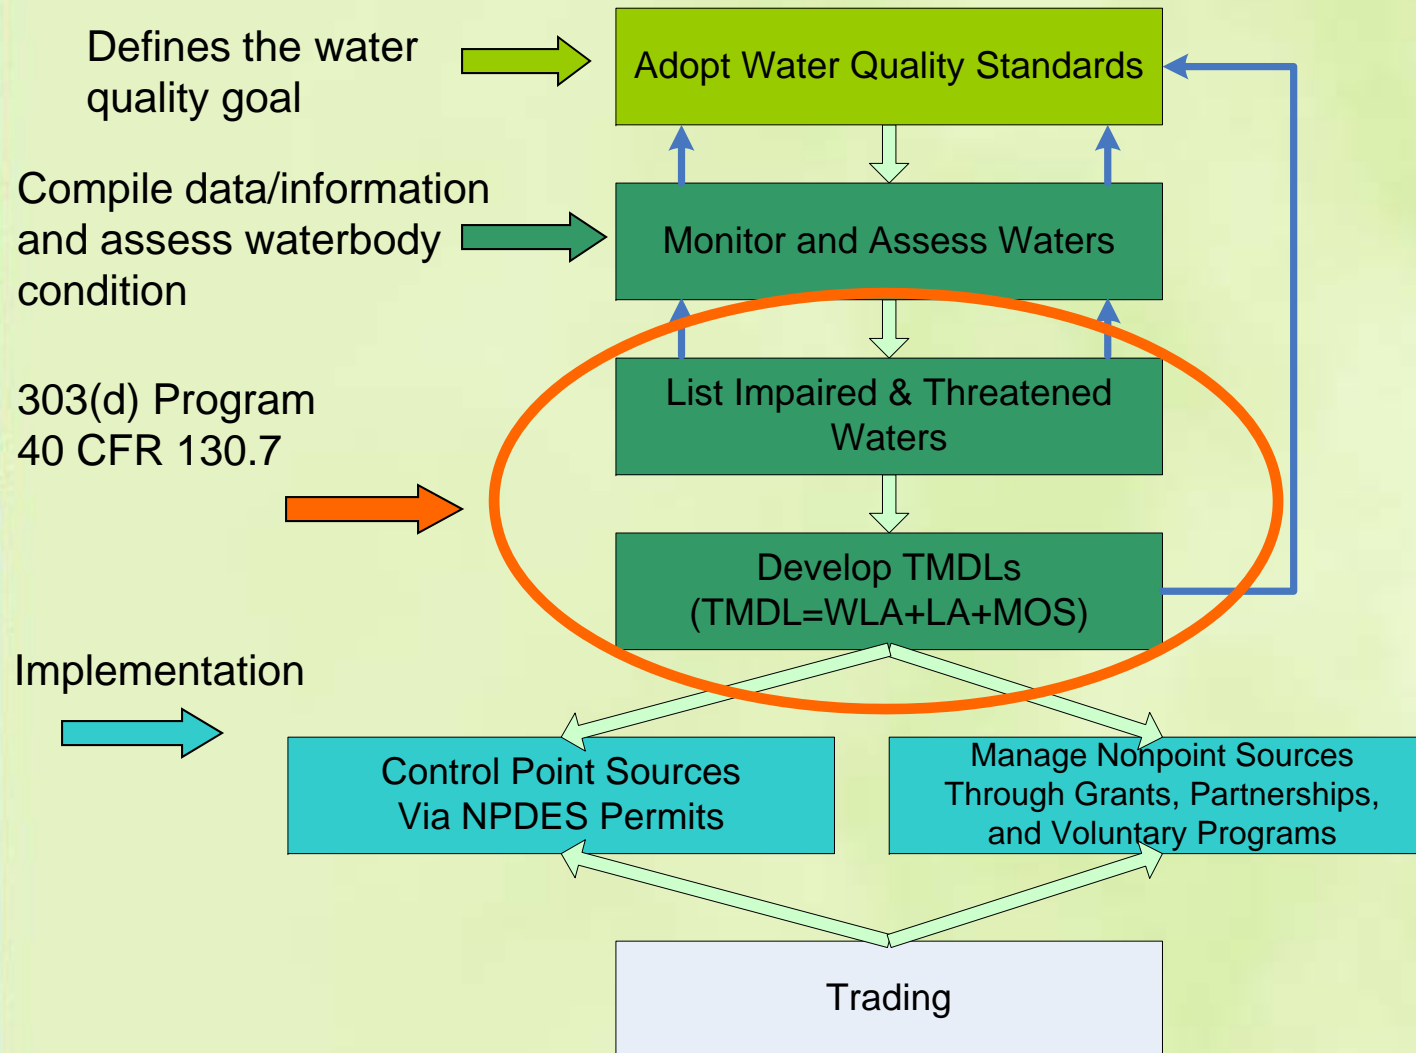 Defines the water
quality goal
Adopt Water Quality Standards
Compile data/information
and assess waterbody
condition
Monitor and Assess Waters
303(d) Program
40 CFR 130.7
List Impaired & Threatened
Waters
Develop TMDLs
(TMDL=WLA+LA+MOS)
Implementation
Control Point Sources
Via NPDES Permits
Manage Nonpoint Sources
Through Grants, Partnerships,
and Voluntary Programs
Trading